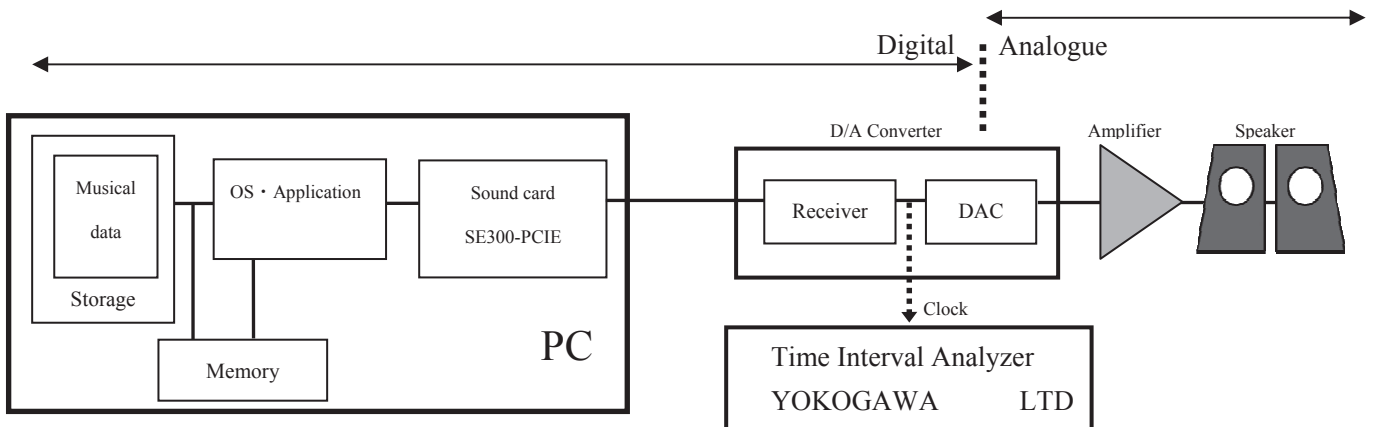 Digital
Analogue
D/A Converter
Amplifier
Speaker
Musical
data
Storage
OS・Application
Sound card
SE300-PCIE
Memory
PC
Receiver
DAC
Clock
Time Interval Analyzer
YOKOGAWA LTD